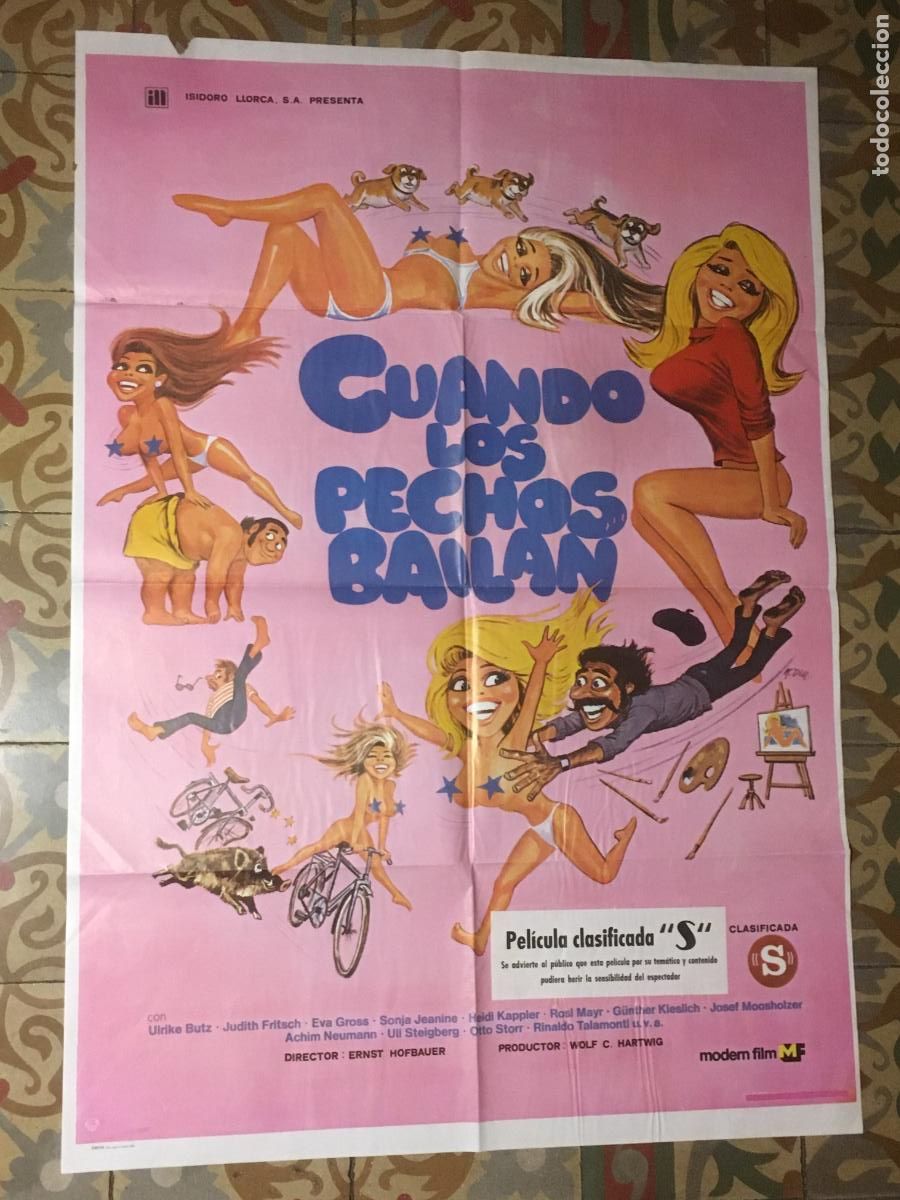 todocoleccion
ill
ISIDORO LLORCA, S.A. PRESENTA
CUANDO
LOS
PECHOS...
BAILAN
Película clasificada "S"
Se advierte al público que esta película por su temática y contenido
pudiera herir la sensibilidad del espectador
CLASIFICADA
"S"
con
Ulrike Butz · Judith Fritsch · Eva Gross · Sonja Jeanine · Heidi Kappler · Rosl Mayr · Günther Kieslich · Josef Moosholzer
Achim Neumann · Uli Steigberg · Otto Storr · Rinaldo Talamonti u.v.a.
DIRECTOR : ERNST HOFBAUER
PRODUCTOR : WOLF C. HARTWIG
modern film MF